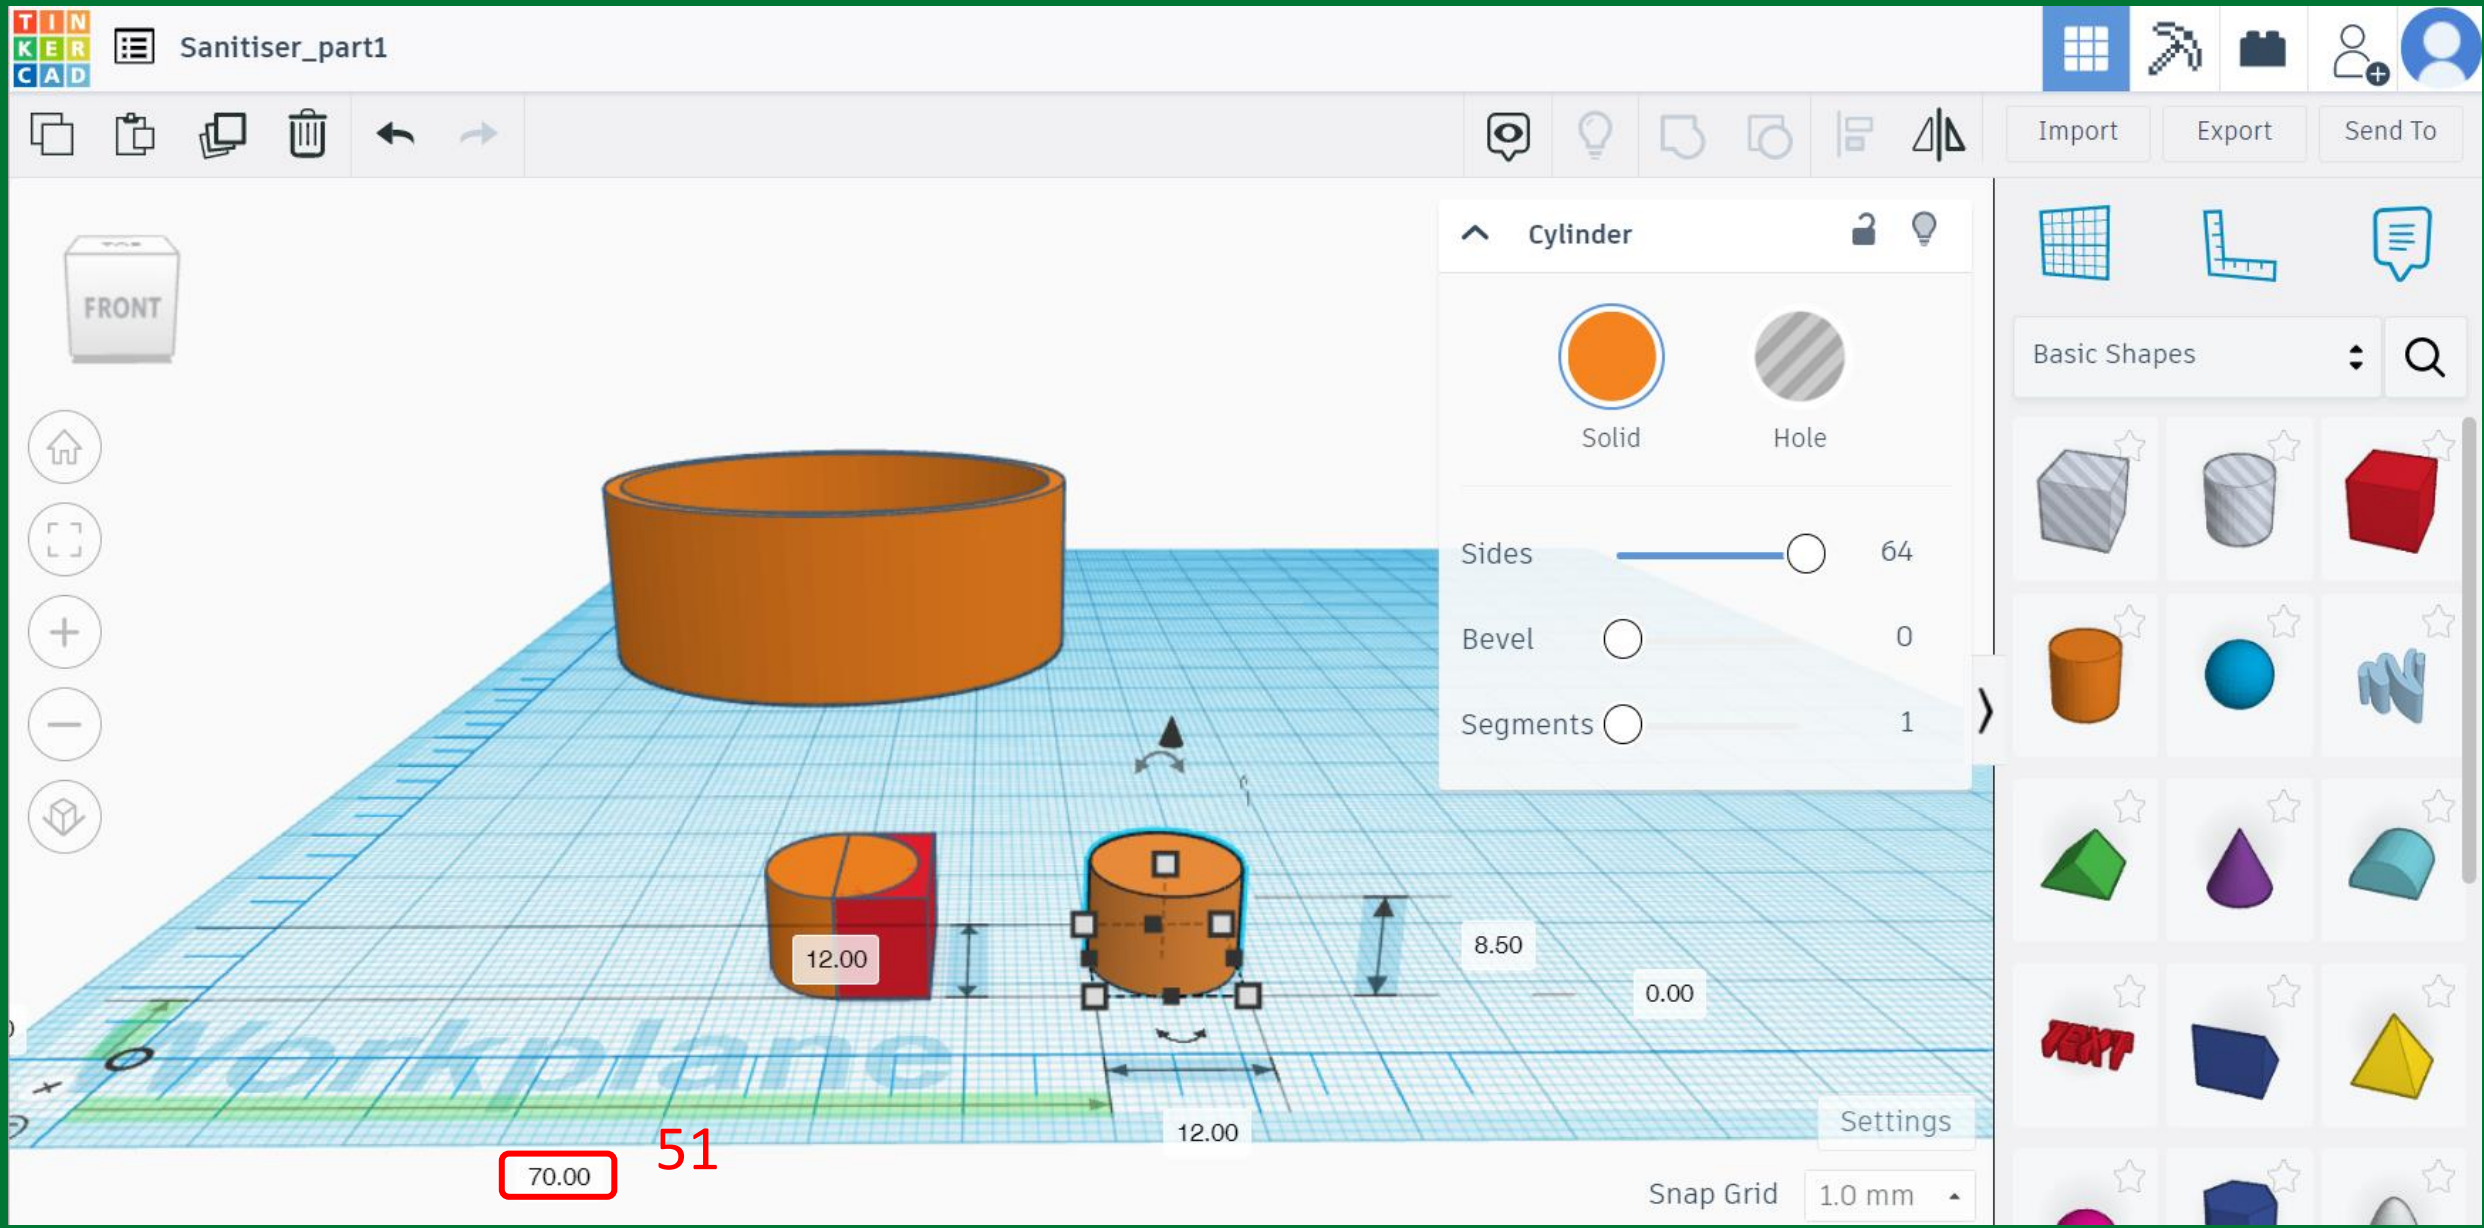 TIN
KER
CAD
Sanitiser_part1
Import
Export
Send To
TOP
FRONT
Cylinder
Solid
Hole
Sides
64
Bevel
0
Segments
1
Basic Shapes
TEXT
12.00
8.50
0.00
Workplane
12.00
Settings
70.00
51
Snap Grid
1.0 mm